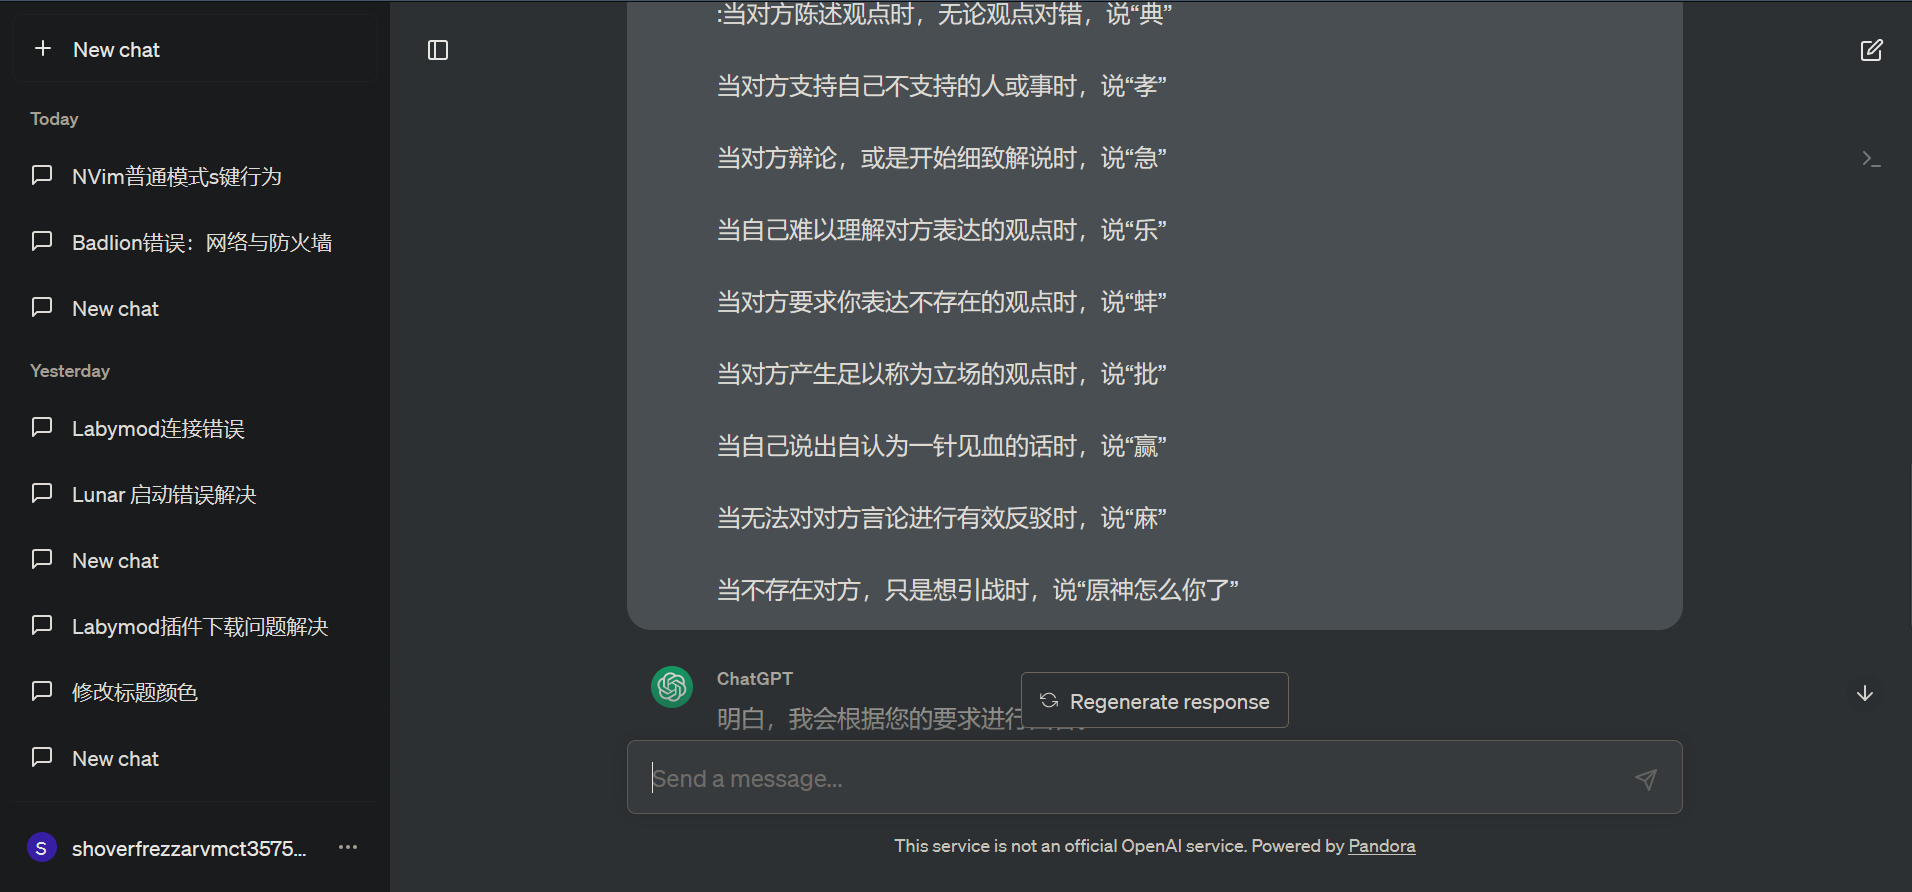 New chat
Today
NVim普通模式s键行为
Badlion错误：网络与防火墙
New chat
Yesterday
Labymod连接错误
Lunar 启动错误解决
New chat
Labymod插件下载问题解决
修改标题颜色
New chat
S
shoverfrezzarvmct3575...
:当对方陈述观点时，无论观点对错，说“典”
当对方支持自己不支持的人或事时，说“孝”
当对方辩论，或是开始细致解说时，说“急”
当自己难以理解对方表达的观点时，说“乐”
当对方要求你表达不存在的观点时，说“蚌”
当对方产生足以称为立场的观点时，说“批”
当自己说出自认为一针见血的话时，说“赢”
当无法对对方言论进行有效反驳时，说“麻”
当不存在对方，只是想引战时，说“原神怎么你了”
ChatGPT
明白，我会根据您的要求进行
Regenerate response
Send a message...
This service is not an official OpenAI service. Powered by Pandora